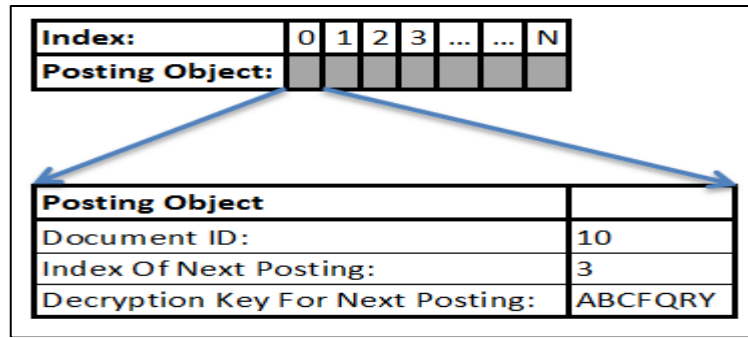 Index: 0 1 2 3 ... ... N
Posting Object:
Posting Object
Document ID: 10
Index Of Next Posting: 3
Decryption Key For Next Posting: ABCFQRY